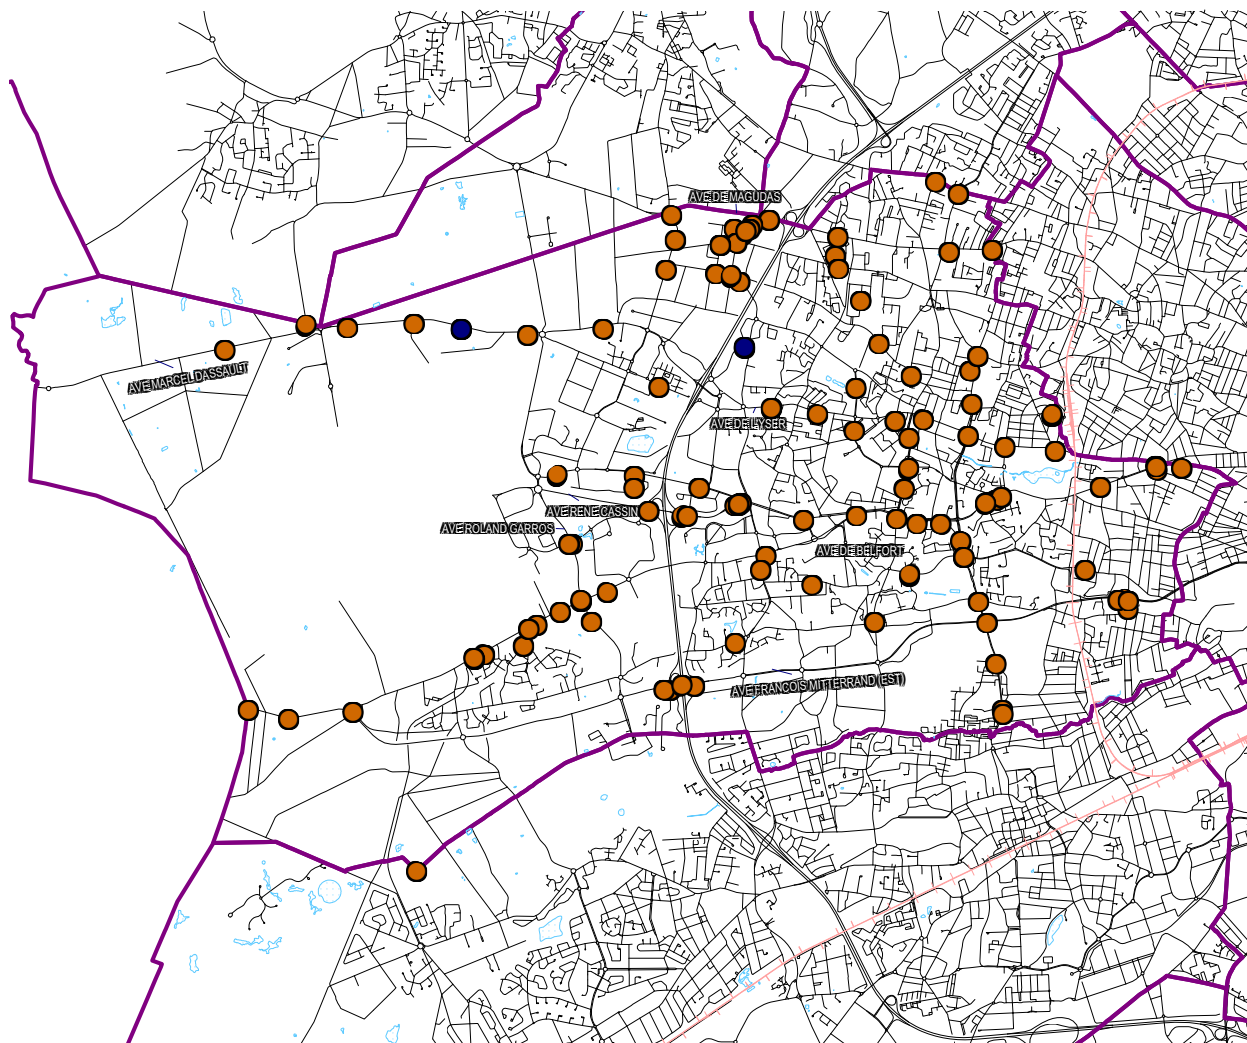 AVE DE MAGUDAS
AVE MARCEL DASSAULT
AVE DE L'YSER
AVE RENE CASSIN
AVE ROLAND GARROS
AVE DE BELFORT
AVE FRANCOIS MITTERRAND (EST)